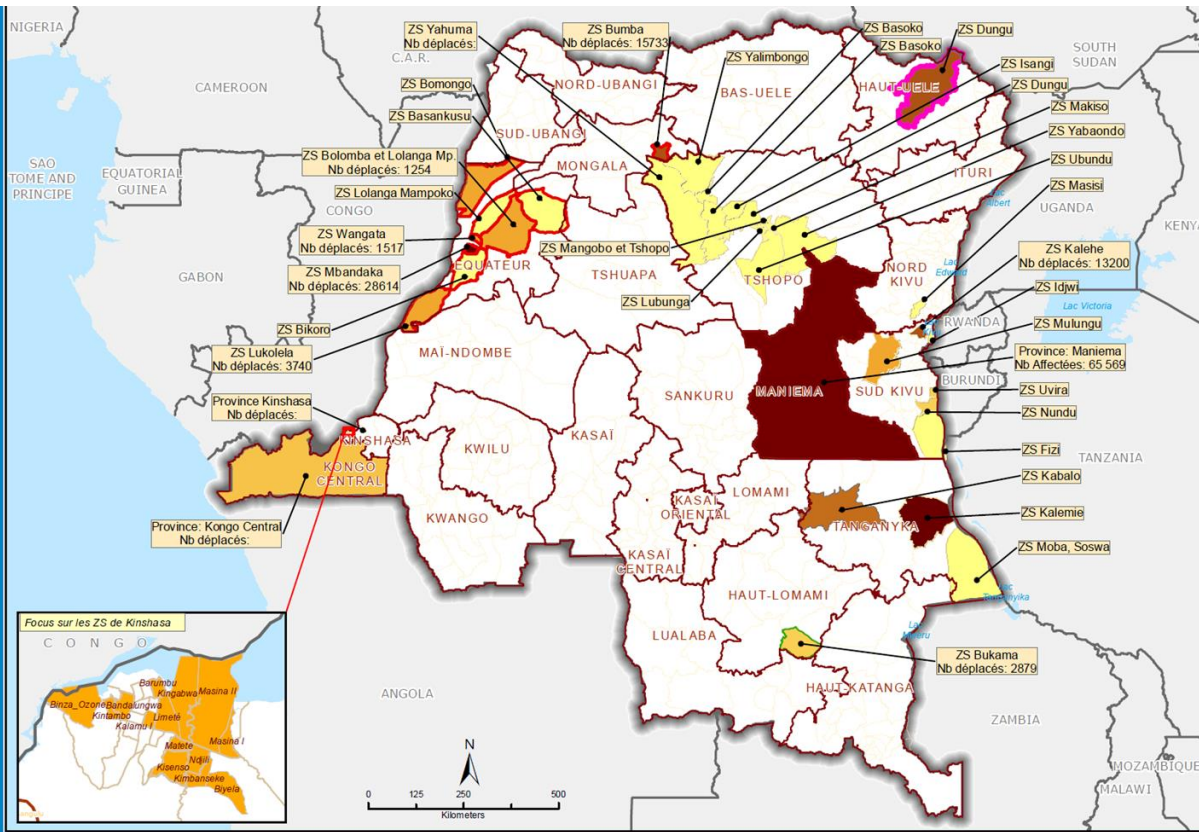 NIGERIA
C.A.R.
CAMEROON
SOUTH
SUDAN
SAO
TOME AND
PRINCIPE
EQUATORIAL
GUINEA
CONGO
GABON
UGANDA
KENYA
RWANDA
BURUNDI
TANZANIA
ANGOLA
ZAMBIA
MALAWI
MOZAMBIQUE
ZS Yahuma
Nb déplacés:
ZS Bumba
Nb déplacés: 15733
ZS Basoko
ZS Basoko
ZS Yalimbongo
ZS Dungu
ZS Isangi
ZS Dungu
ZS Makiso
ZS Yabaondo
ZS Ubundu
ZS Masisi
ZS Kalehe
Nb déplacés: 13200
ZS Idjwi
ZS Mulungu
Province: Maniema
Nb Affectées: 65 569
ZS Uvira
ZS Nundu
ZS Fizi
ZS Kabalo
ZS Kalemie
ZS Moba, Soswa
ZS Bukama
Nb déplacés: 2879
ZS Bomongo
ZS Basankusu
ZS Bolomba et Lolanga Mp.
Nb déplacés: 1254
ZS Lolanga Mampoko
ZS Wangata
Nb déplacés: 1517
ZS Mbandaka
Nb déplacés: 28614
ZS Bikoro
ZS Lukolela
Nb déplacés: 3740
Province Kinshasa
Nb déplacés:
Province: Kongo Central
Nb déplacés:
ZS Mangobo et Tshopo
ZS Lubunga
NORD-UBANGI
BAS-UELE
HAUT-UELE
SUD-UBANGI
MONGALA
ITURI
EQUATEUR
TSHUAPA
TSHOPO
NORD
KIVU
MAÏ-NDOMBE
SANKURU
MANIEMA
SUD KIVU
KINSHASA
KONGO
CENTRAL
KWILU
KASAÏ
KWANGO
KASAÏ
ORIENTAL
LOMAMI
TANGANYKA
KASAÏ
CENTRAL
HAUT-LOMAMI
LUALABA
HAUT-KATANGA
Lac
Albert
Lac
Edward
Lac Victoria
Focus sur les ZS de Kinshasa
CONGO
Barumbu
Kingabwa
Masina II
Binza_Ozone
Bandalungwa
Kintambo
Limete
Kalamu I
Matete
Masina I
Ndjili
Kisenso
Kimbanseke
Biyela
N
0 125 250 500
Kilometers